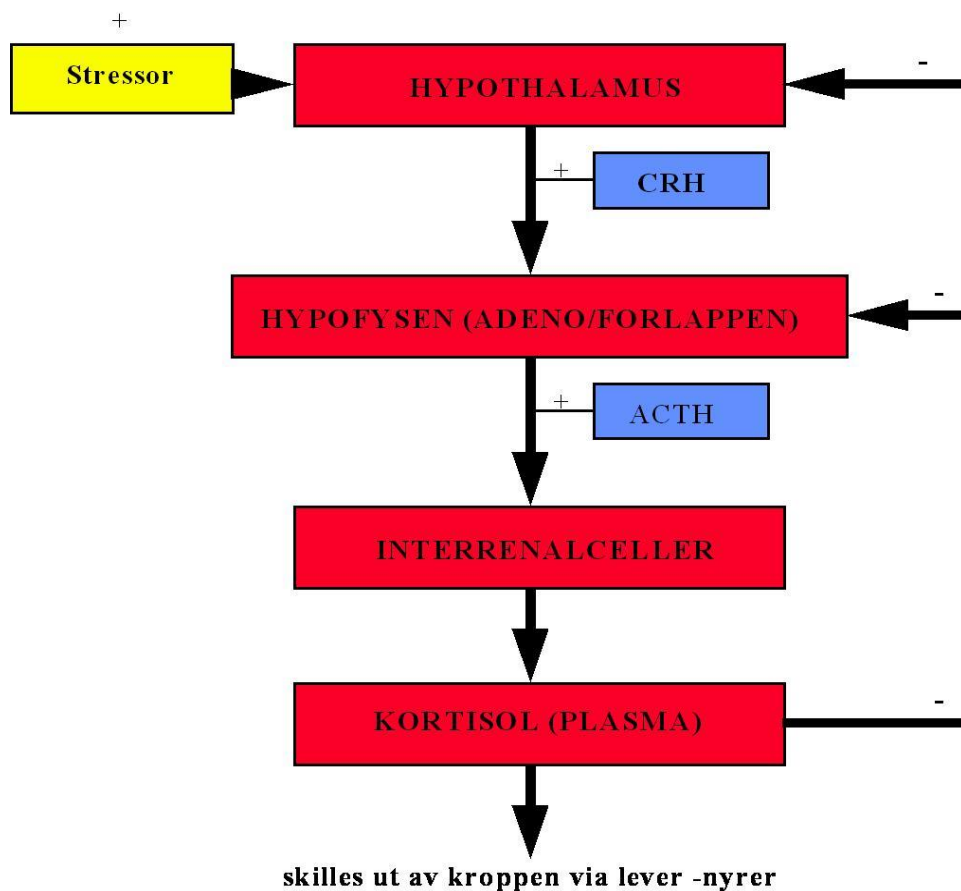 +
Stressor
HYPOTHALAMUS
-
+
CRH
HYPOFYSEN (ADENO/FORLAPPEN)
-
+
ACTH
INTERRENALCELLER
KORTISOL (PLASMA)
-
skilles ut av kroppen via lever -nyrer